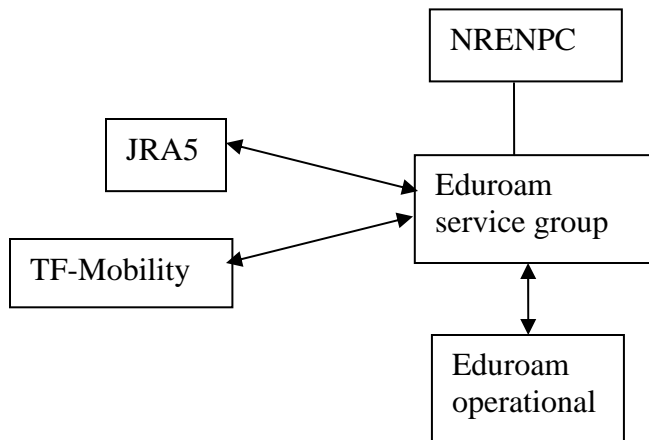 NRENPC
JRA5
Eduroam
service group
TF-Mobility
Eduroam
operational